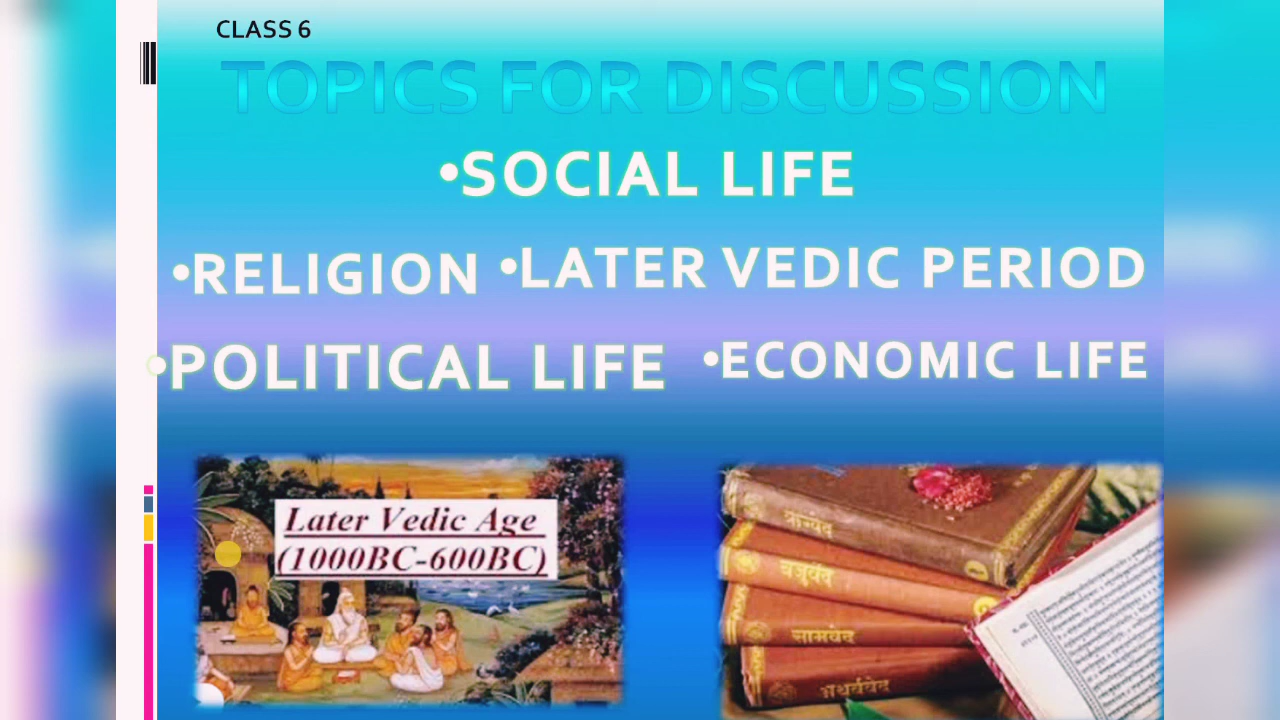 CLASS 6
TOPICS FOR DISCUSSION
•SOCIAL LIFE
•RELIGION •LATER VEDIC PERIOD
•POLITICAL LIFE •ECONOMIC LIFE
Later Vedic Age
(1000BC-600BC)
ऋग्वेद
यजुर्वेद
सामवेद
अथर्ववेद